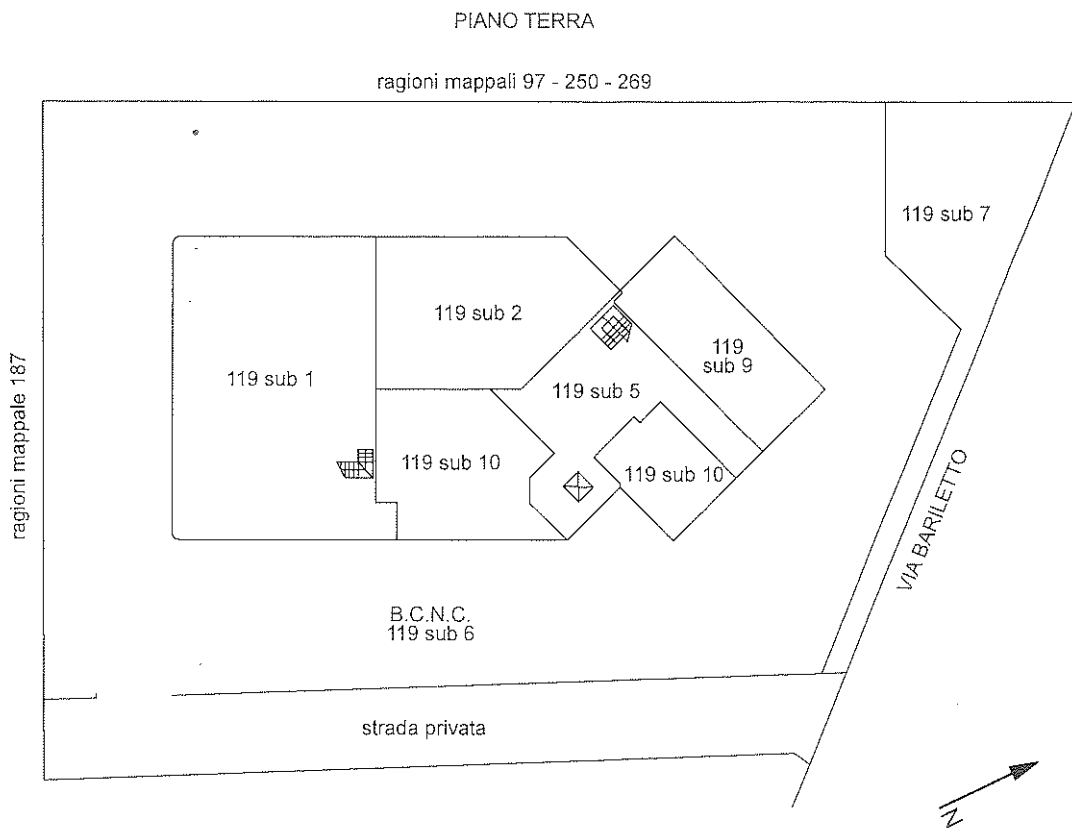 PIANO TERRA
ragioni mappali 97 - 250 - 269
119 sub 7
119 sub 2
119
sub 9
119 sub 1
119 sub 5
ragioni mappale 187
119 sub 10
119 sub 10
VIA BARILETTO
B.C.N.C.
119 sub 6
strada privata
N